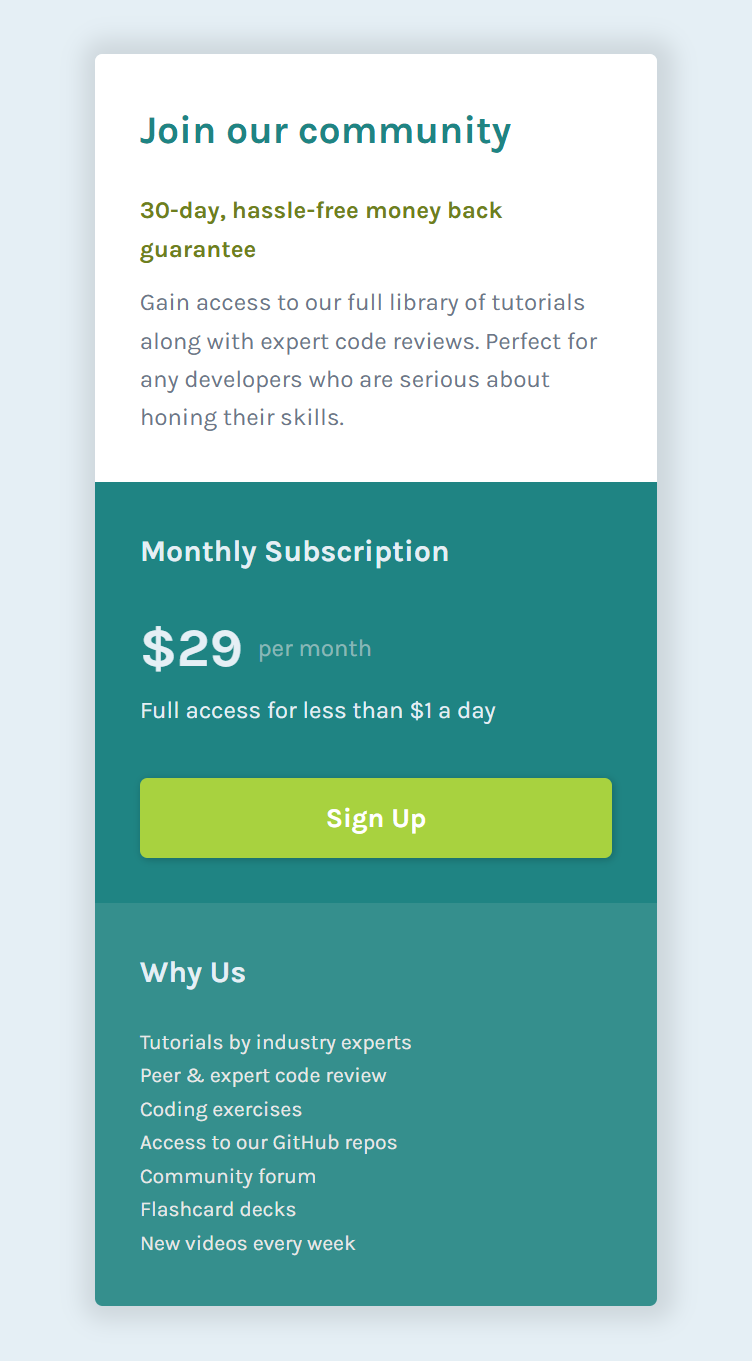 Join our community
30-day, hassle-free money back
guarantee
Gain access to our full library of tutorials
along with expert code reviews. Perfect for
any developers who are serious about
honing their skills.
Monthly Subscription
$29 per month
Full access for less than $1 a day
Sign Up
Why Us
Tutorials by industry experts
Peer & expert code review
Coding exercises
Access to our GitHub repos
Community forum
Flashcard decks
New videos every week